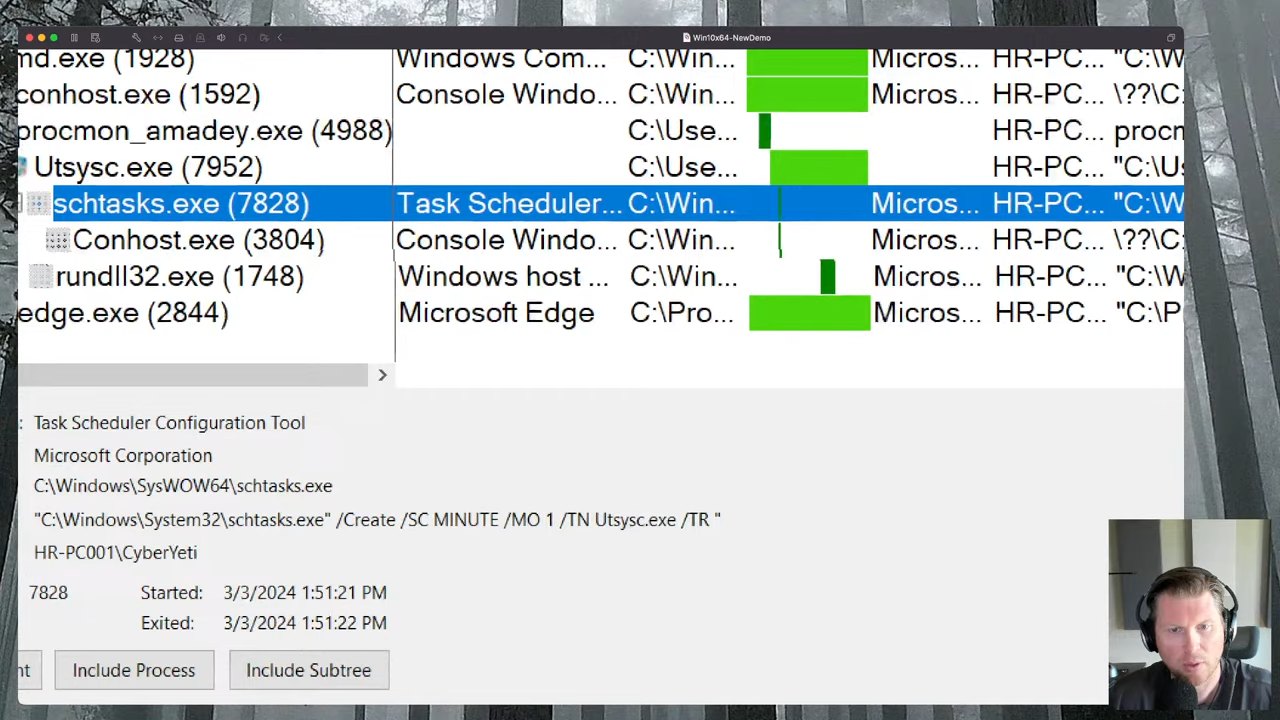 Win10x64-NewDemo
md.exe (1928) Windows Com... C:\Win... Micros... HR-PC... "C:\W
conhost.exe (1592) Console Windo... C:\Win... Micros... HR-PC... \??\C:
procmon_amadey.exe (4988) C:\Use... HR-PC... procm
Utsysc.exe (7952) C:\Use... HR-PC... "C:\Us
schtasks.exe (7828) Task Scheduler... C:\Win... Micros... HR-PC... "C:\W
Conhost.exe (3804) Console Windo... C:\Win... Micros... HR-PC... \??\C:
rundll32.exe (1748) Windows host ... C:\Win... Micros... HR-PC... "C:\W
edge.exe (2844) Microsoft Edge C:\Pro... Micros... HR-PC... "C:\P
: Task Scheduler Configuration Tool
Microsoft Corporation
C:\Windows\SysWOW64\schtasks.exe
"C:\Windows\System32\schtasks.exe" /Create /SC MINUTE /MO 1 /TN Utsysc.exe /TR "
HR-PC001\CyberYeti
7828 Started: 3/3/2024 1:51:21 PM
Exited: 3/3/2024 1:51:22 PM
nt Include Process Include Subtree